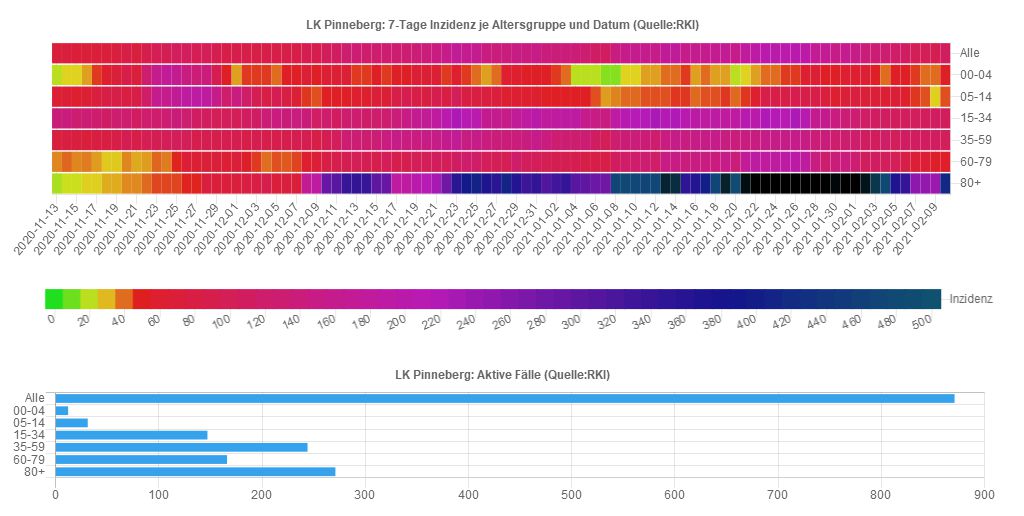 LK Pinneberg: 7-Tage Inzidenz je Altersgruppe und Datum (Quelle:RKI)
Alle
00-04
05-14
15-34
35-59
60-79
80+
2020-11-13 2020-11-15 2020-11-17 2020-11-19 2020-11-21 2020-11-23 2020-11-25 2020-11-27 2020-11-29 2020-12-01 2020-12-03 2020-12-05 2020-12-07 2020-12-09 2020-12-11 2020-12-13 2020-12-15 2020-12-17 2020-12-19 2020-12-21 2020-12-23 2020-12-25 2020-12-27 2020-12-29 2020-12-31 2021-01-02 2021-01-04 2021-01-06 2021-01-08 2021-01-10 2021-01-12 2021-01-14 2021-01-16 2021-01-18 2021-01-20 2021-01-22 2021-01-24 2021-01-26 2021-01-28 2021-01-30 2021-02-01 2021-02-03 2021-02-05 2021-02-07 2021-02-09
Inzidenz
0 20 40 60 80 100 120 140 160 180 200 220 240 260 280 300 320 340 360 380 400 420 440 460 480 500
LK Pinneberg: Aktive Fälle (Quelle:RKI)
Alle
00-04
05-14
15-34
35-59
60-79
80+
0 100 200 300 400 500 600 700 800 900